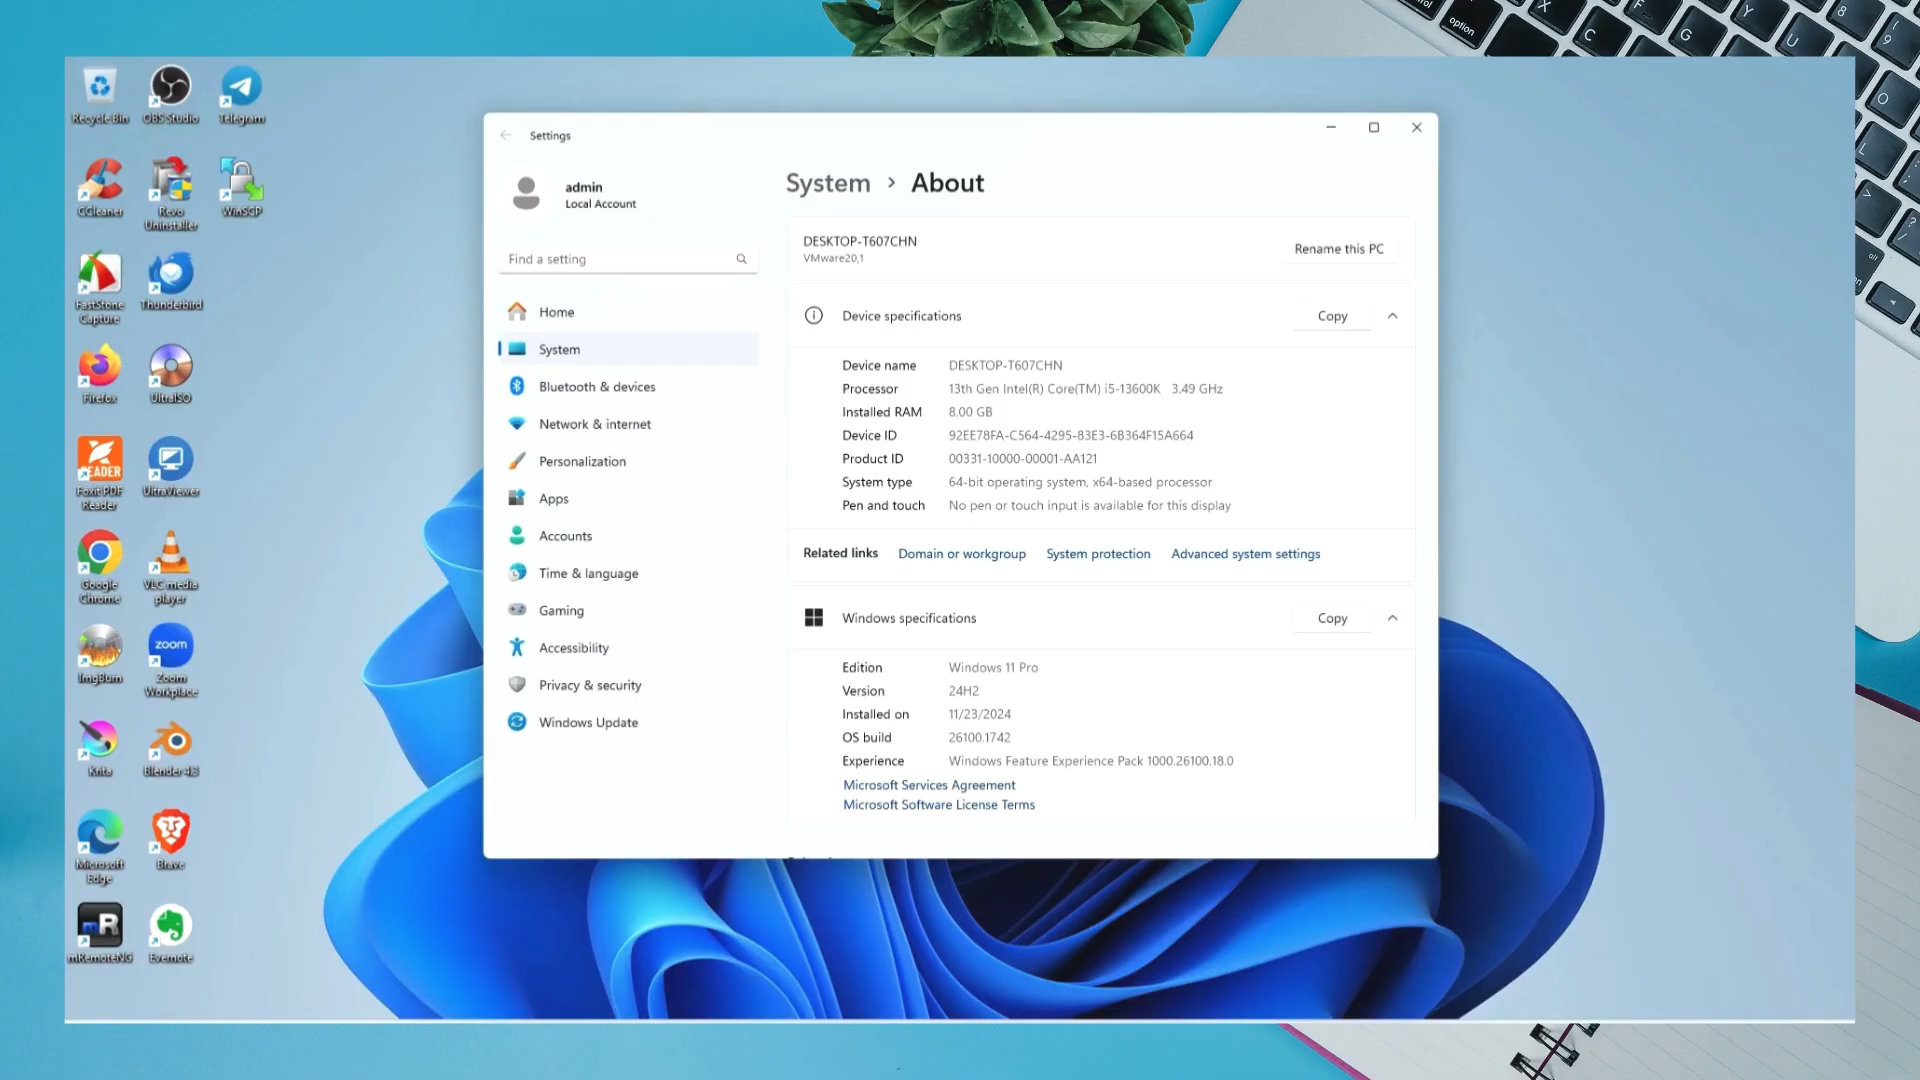 Recycle Bin
OBS Studio
Telegram
CCleaner
Revo
Uninstaller
WinSCP
FastStone
Capture
Thunderbird
Firefox
UltraISO
READER
Foxit PDF
Reader
UltraViewer
Google
Chrome
VLC media
player
ImgBurn
zoom
Zoom
Workplace
Krita
Blender 4.3
Microsoft
Edge
Brave
mR
mRemoteNG
Evernote
Settings
admin
Local Account
Find a setting
Home
System
Bluetooth & devices
Network & internet
Personalization
Apps
Accounts
Time & language
Gaming
Accessibility
Privacy & security
Windows Update
System › About
DESKTOP-T607CHN
VMware20,1
Rename this PC
Device specifications
Copy
Device name DESKTOP-T607CHN
Processor 13th Gen Intel(R) Core(TM) i5-13600K 3.49 GHz
Installed RAM 8.00 GB
Device ID 92EE78FA-C564-4295-83E3-6B364F15A664
Product ID 00331-10000-00001-AA121
System type 64-bit operating system, x64-based processor
Pen and touch No pen or touch input is available for this display
Related links Domain or workgroup System protection Advanced system settings
Windows specifications
Copy
Edition Windows 11 Pro
Version 24H2
Installed on 11/23/2024
OS build 26100.1742
Experience Windows Feature Experience Pack 1000.26100.18.0
Microsoft Services Agreement
Microsoft Software License Terms
option
X
C
F
G
Y
U
8
9
O
L
alt